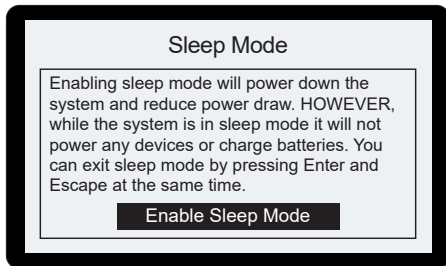 Sleep Mode
Enabling sleep mode will power down the
system and reduce power draw. HOWEVER,
while the system is in sleep mode it will not
power any devices or charge batteries. You
can exit sleep mode by pressing Enter and
Escape at the same time.
Enable Sleep Mode